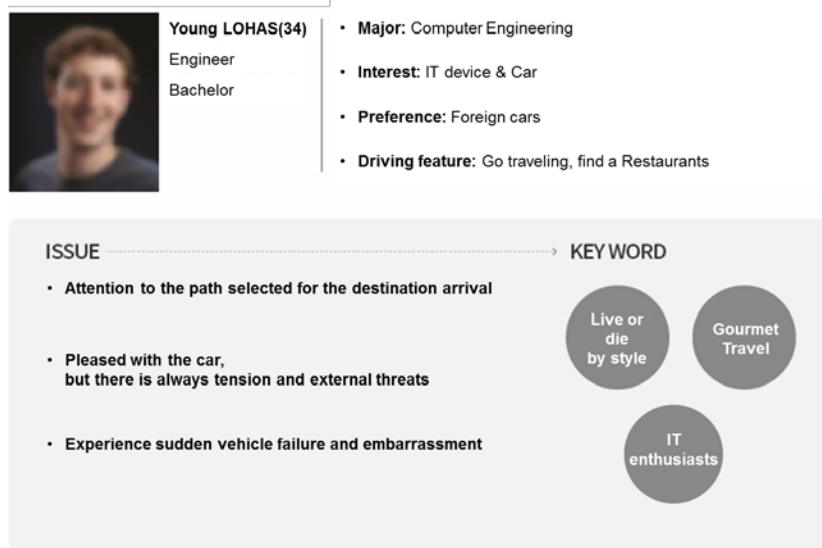 Young LOHAS(34)
Engineer
Bachelor
• Major: Computer Engineering
• Interest: IT device & Car
• Preference: Foreign cars
• Driving feature: Go traveling, find a Restaurants
ISSUE
• Attention to the path selected for the destination arrival
• Pleased with the car,
but there is always tension and external threats
• Experience sudden vehicle failure and embarrassment
KEY WORD
Live or
die
by style
Gourmet
Travel
IT
enthusiasts